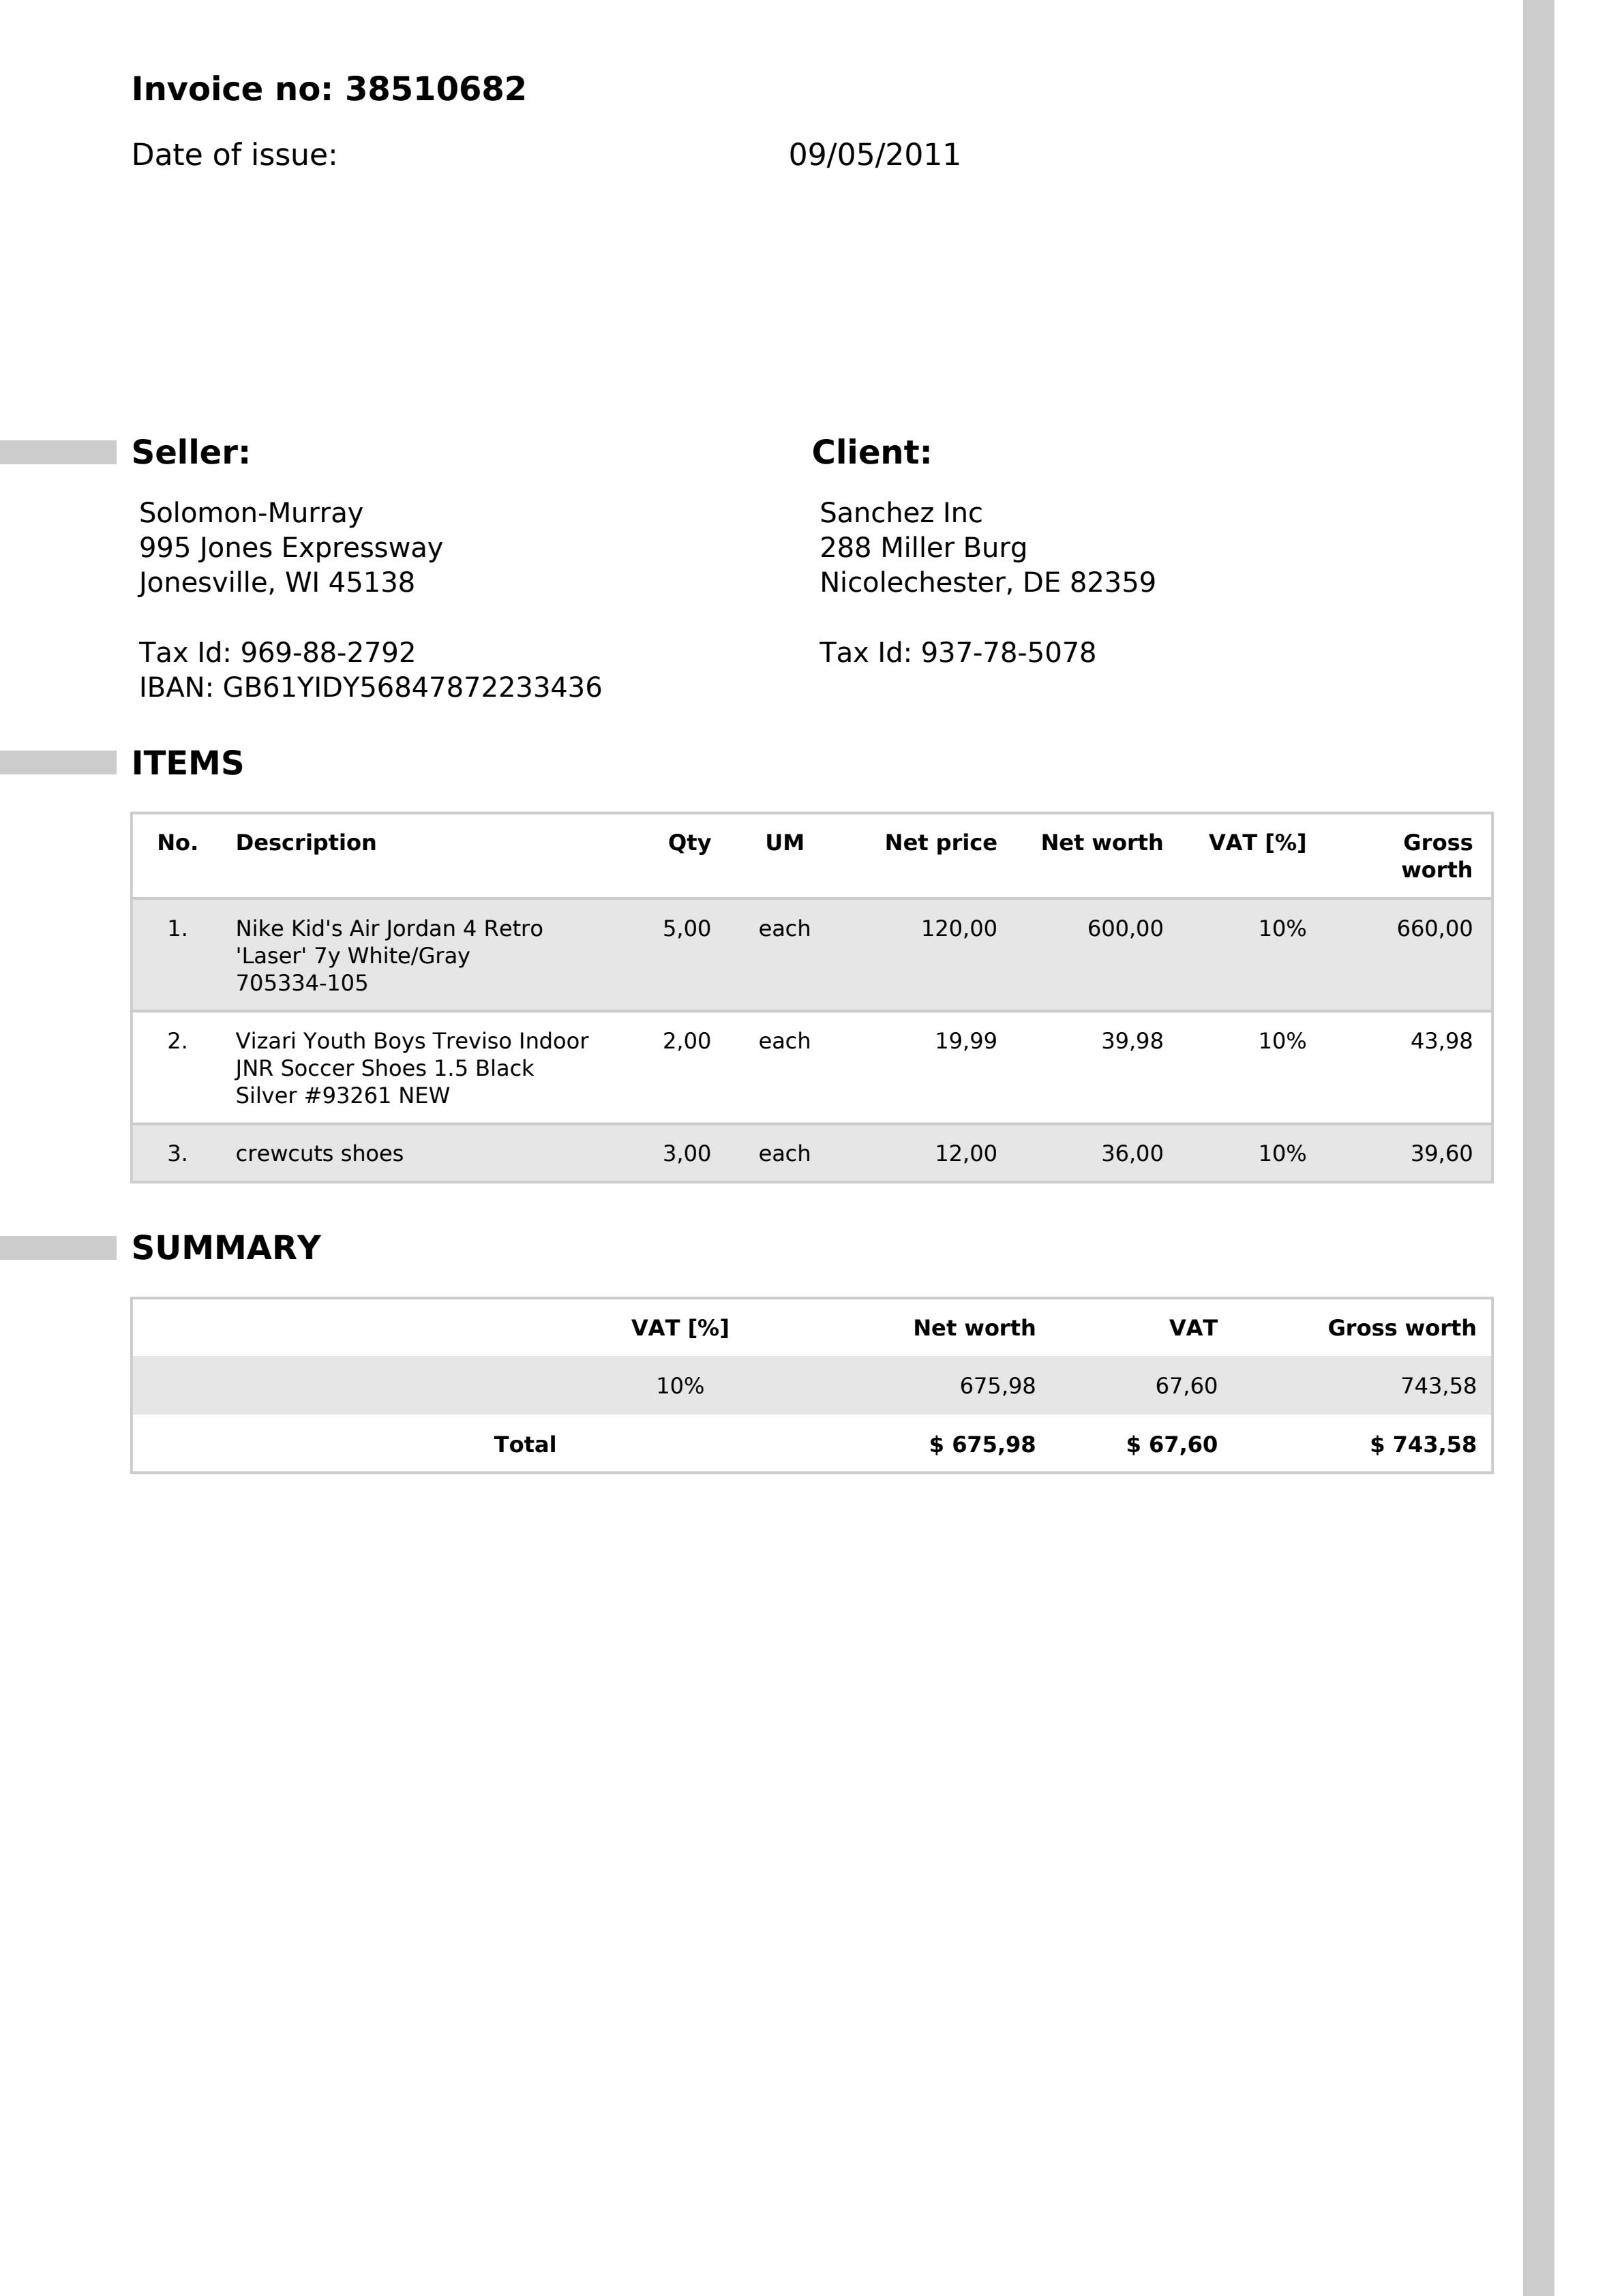 Invoice no: 38510682
Date of issue: 09/05/2011
Seller:
Solomon-Murray
995 Jones Expressway
Jonesville, WI 45138
Tax Id: 969-88-2792
IBAN: GB61YIDY56847872233436
Client:
Sanchez Inc
288 Miller Burg
Nicolechester, DE 82359
Tax Id: 937-78-5078
ITEMS
No. Description Qty UM Net price Net worth VAT [%] Gross
worth
1. Nike Kid's Air Jordan 4 Retro 5,00 each 120,00 600,00 10% 660,00
'Laser' 7y White/Gray
705334-105
2. Vizari Youth Boys Treviso Indoor 2,00 each 19,99 39,98 10% 43,98
JNR Soccer Shoes 1.5 Black
Silver #93261 NEW
3. crewcuts shoes 3,00 each 12,00 36,00 10% 39,60
SUMMARY
VAT [%] Net worth VAT Gross worth
10% 675,98 67,60 743,58
Total $ 675,98 $ 67,60 $ 743,58